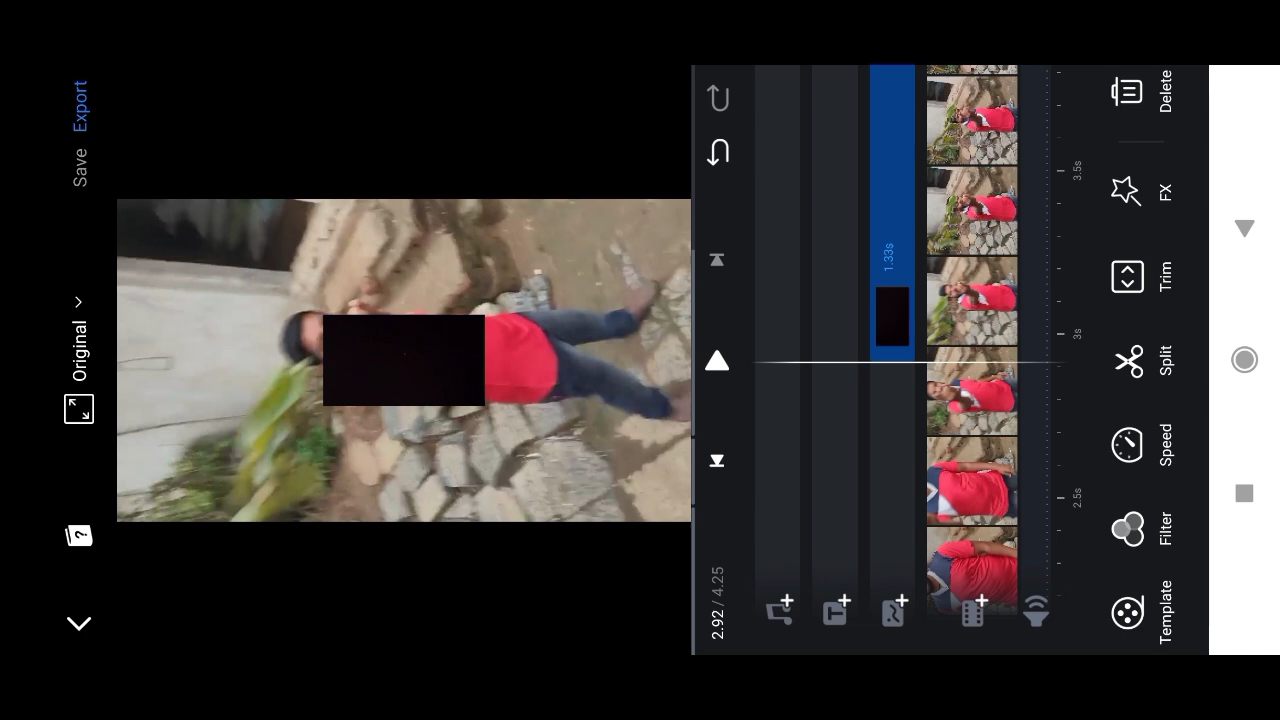 Save Export
Original
?
2.92 / 4.25
1.33s
2.5s
3s
3.5s
T
Template
Filter
Speed
Split
Trim
FX
Delete